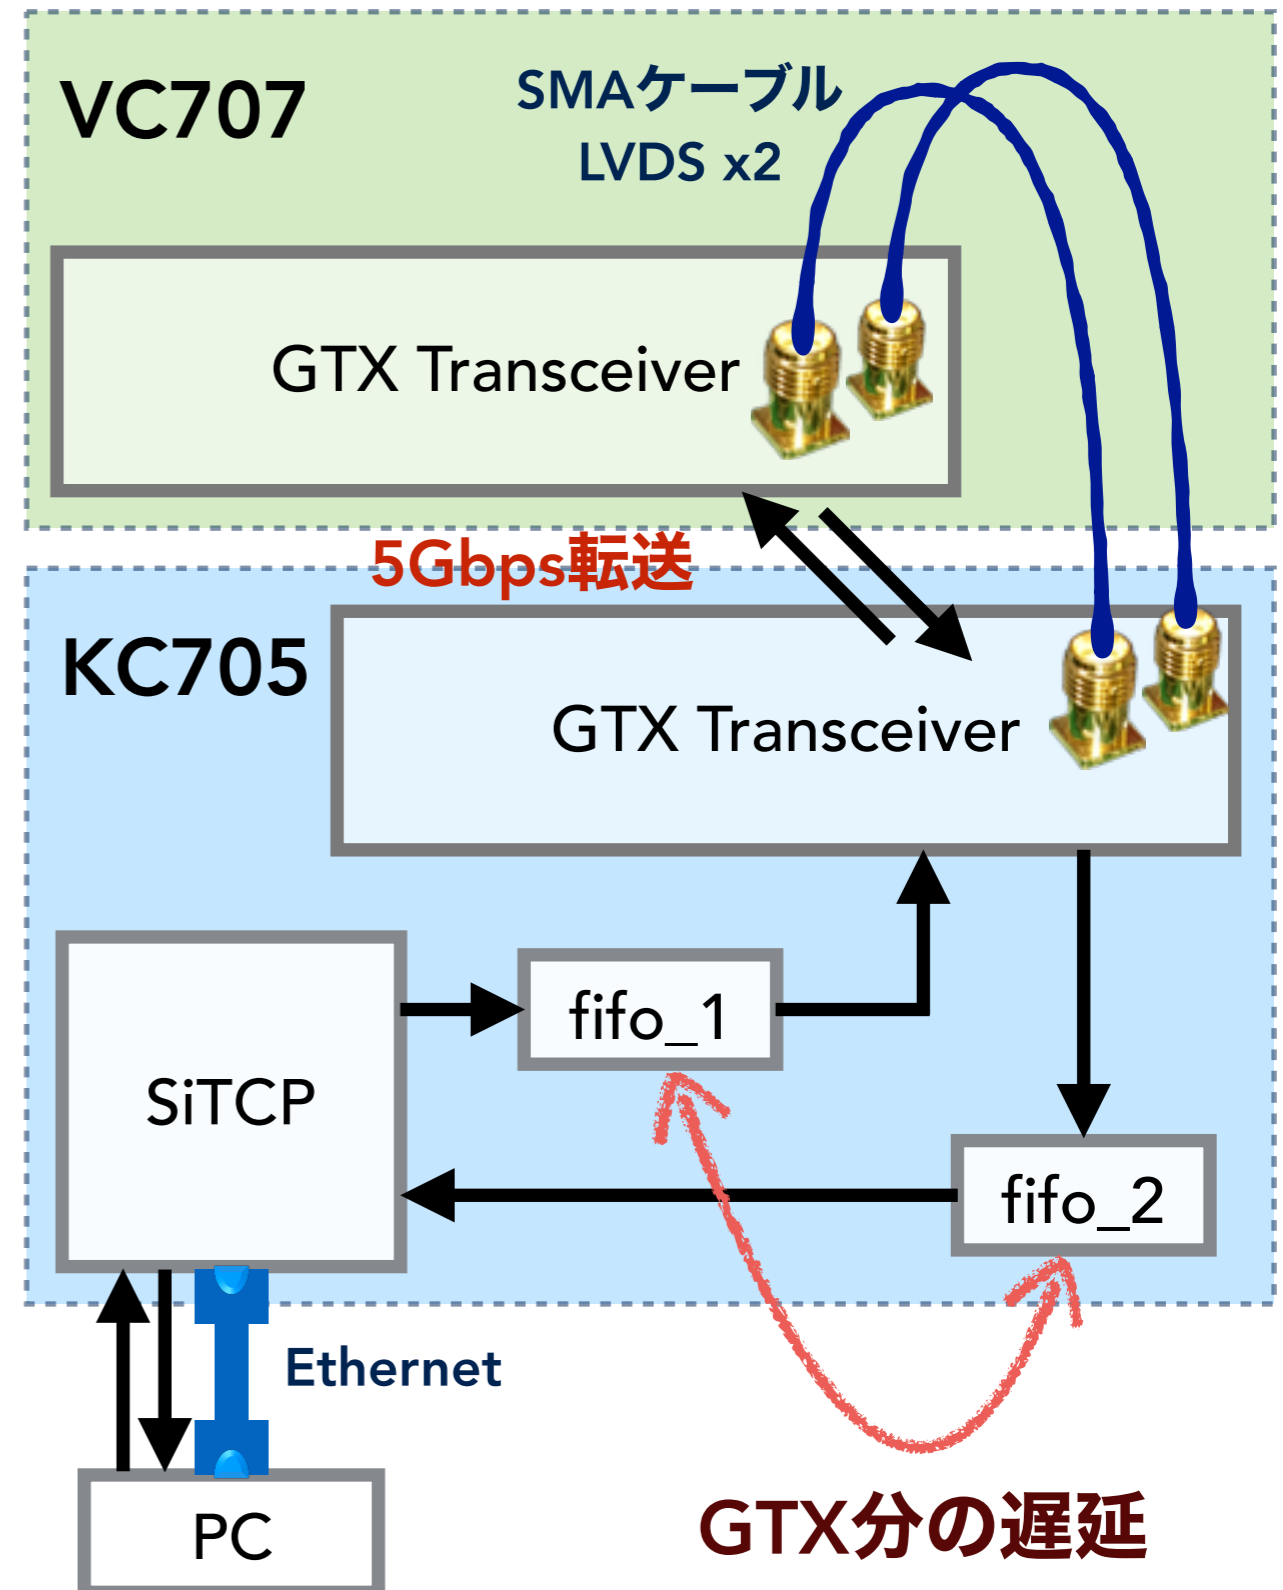 VC707
SMAケーブル
LVDS x2
GTX Transceiver
5Gbps転送
KC705
GTX Transceiver
fifo_1
SiTCP
fifo_2
Ethernet
GTX分の遅延
PC